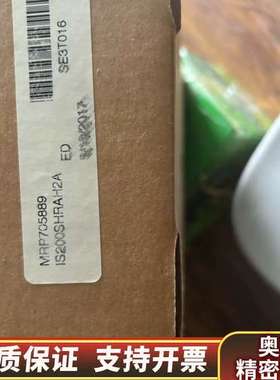 SE3T016
MRP705889
ED
IS200SHRAH2A
质保证 支持开票
奥
精密